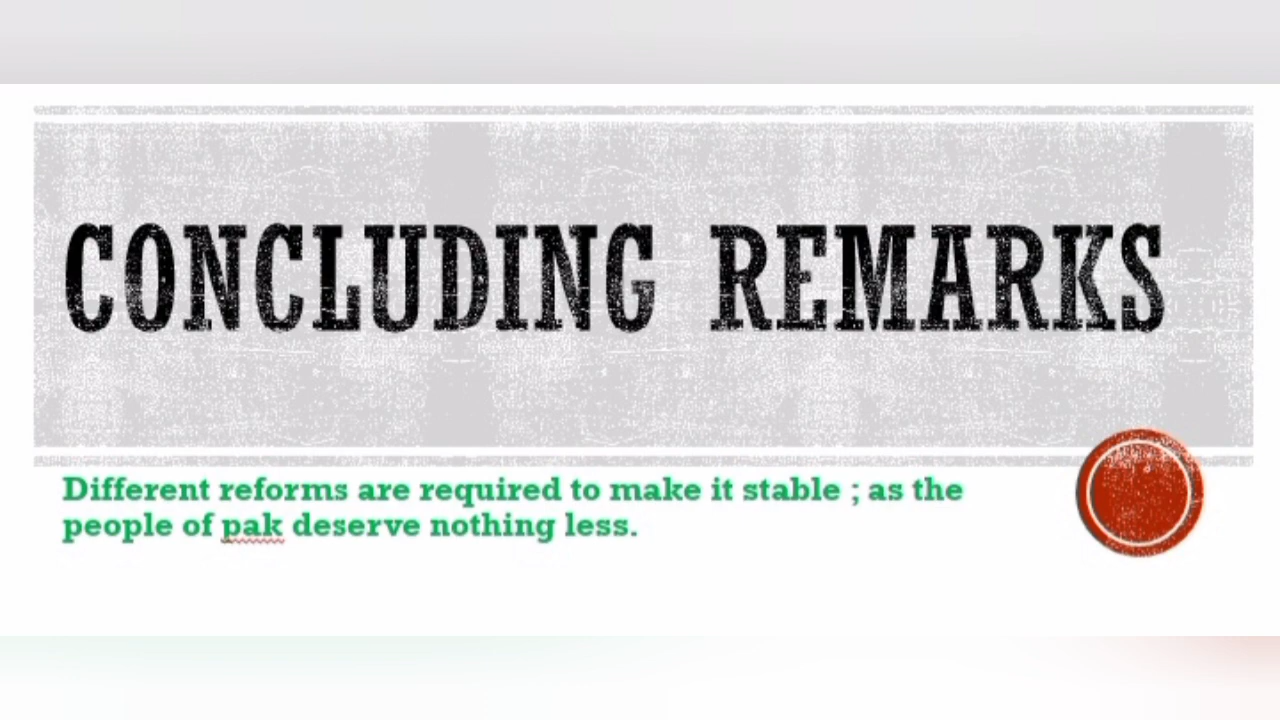 CONCLUDING REMARKS
Different reforms are required to make it stable ; as the
people of pak deserve nothing less.